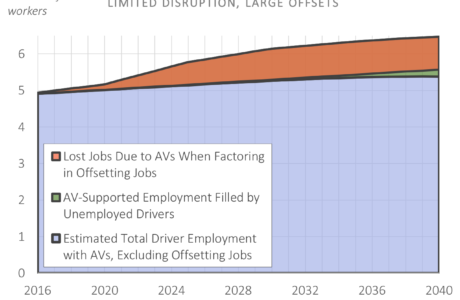 LIMITED DISRUPTION, LARGE OFFSETS
workers
6
5
4
3
2
1
0
Lost Jobs Due to AVs When Factoring
in Offsetting Jobs
AV-Supported Employment Filled by
Unemployed Drivers
Estimated Total Driver Employment
with AVs, Excluding Offsetting Jobs
2016 2020 2024 2028 2032 2036 2040